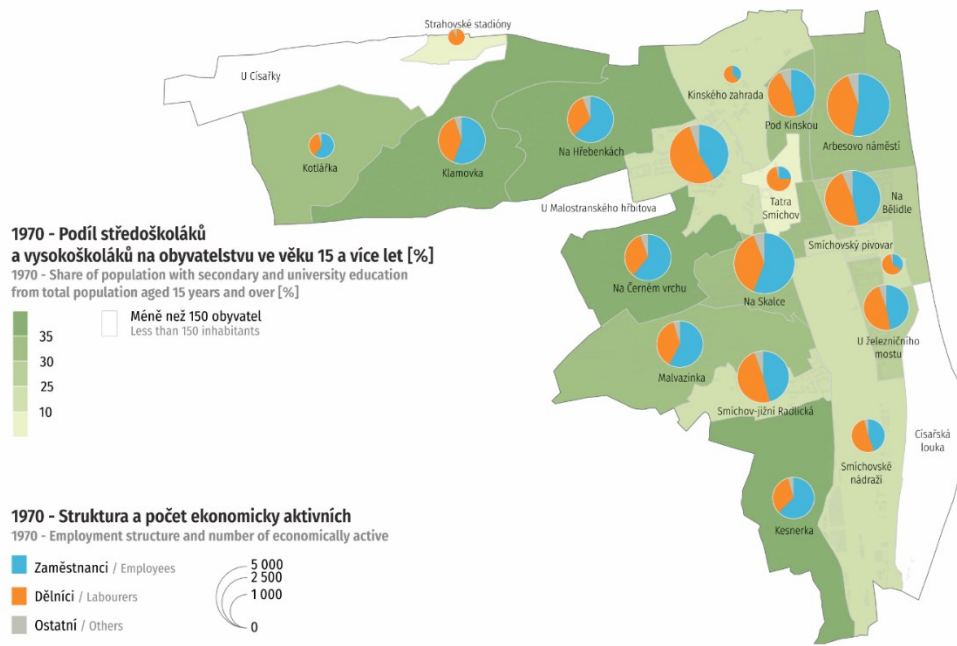 Strahovské stadióny
U Císařky
Kinského zahrada
Pod Kinskou
Arbesovo náměstí
Kotlářka
Klamovka
Na Hřebenkách
Tatra
Smíchov
Na
Bělidle
U Malostranského hřbitova
Smíchovský pivovar
Na Černém vrchu
Na Skalce
U železničního
mostu
Malvazinka
Smíchov-jižní Radlická
Císařská
louka
Smíchovské
nádraží
Kesnerka
1970 - Podíl středoškoláků
a vysokoškoláků na obyvatelstvu ve věku 15 a více let [%]
1970 - Share of population with secondary and university education
from total population aged 15 years and over [%]
35
30
25
10
Méně než 150 obyvatel
Less than 150 inhabitants
1970 - Struktura a počet ekonomicky aktivních
1970 - Employment structure and number of economically active
Zaměstnanci / Employees
Dělníci / Labourers
Ostatní / Others
5 000
2 500
1 000
0